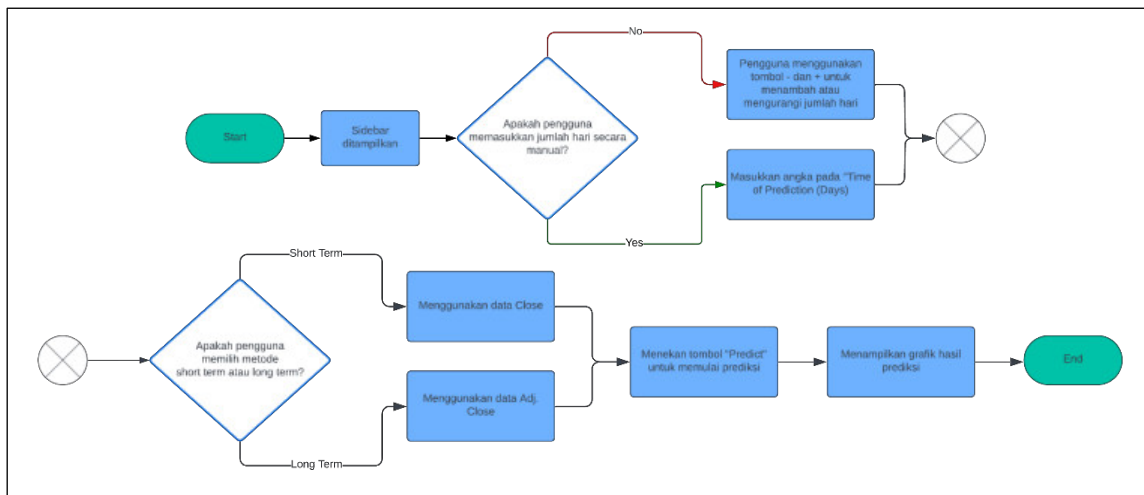 No
Pengguna menggunakan
tombol - dan + untuk
menambah atau
mengurangi jumlah hari
Start
Sidebar
ditampilkan
Apakah pengguna
memasukkan jumlah hari secara
manual?
Masukkan angka pada "Time
of Prediction (Days)
Yes
Short Term
Apakah pengguna
memilih metode
short term atau long term?
Menggunakan data Close
Menggunakan data Adj.
Close
Long Term
Menekan tombol "Predict"
untuk memulai prediksi
Menampilkan grafik hasil
prediksi
End